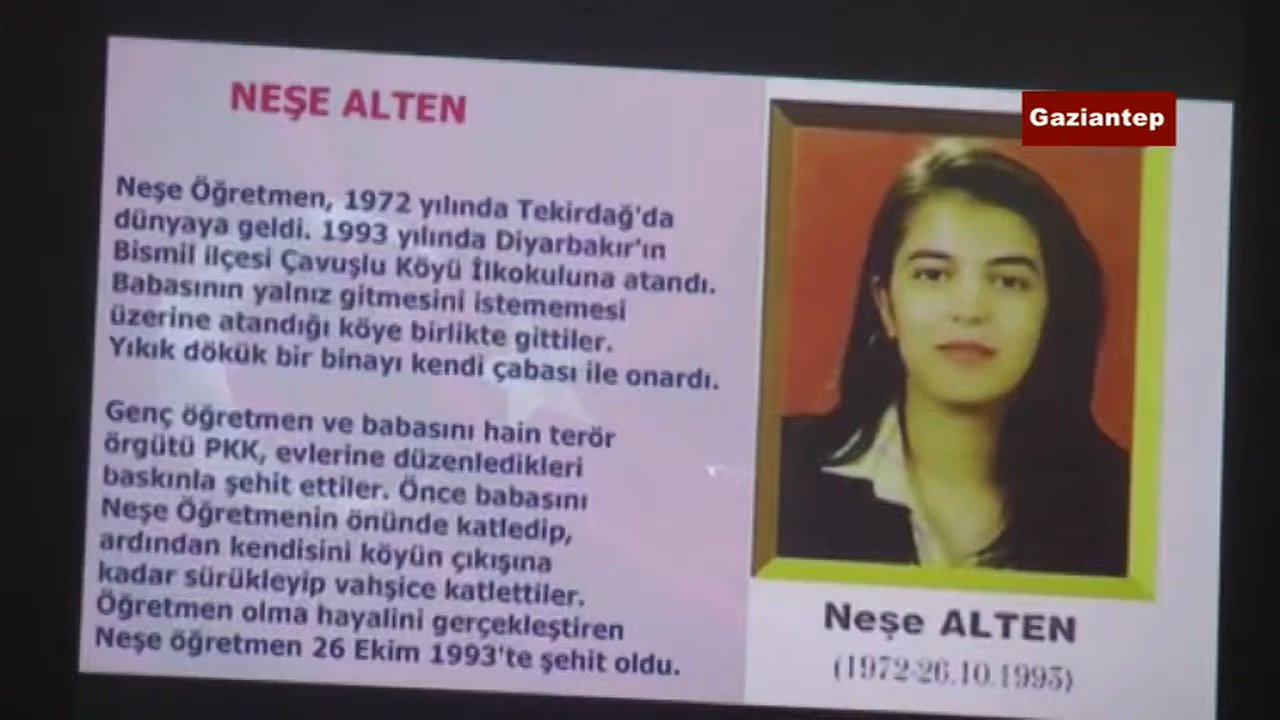 Gaziantep
NEŞE ALTEN
Neşe Öğretmen, 1972 yılında Tekirdağ'da
dünyaya geldi. 1993 yılında Diyarbakır'ın
Bismil ilçesi Çavuşlu Köyü İlkokuluna atandı.
Babasının yalnız gitmesini istememesi
üzerine atandığı köye birlikte gittiler.
Yıkık dökük bir binayı kendi çabası ile onardı.
Genç öğretmen ve babasını hain terör
örgütü PKK, evlerine düzenledikleri
baskınla şehit ettiler. Önce babasını
Neşe Öğretmenin önünde katledip,
ardından kendisini köyün çıkışına
kadar sürükleyip vahşice katlettiler.
Öğretmen olma hayalini gerçekleştiren
Neşe öğretmen 26 Ekim 1993'te şehit oldu.
Neşe ALTEN
(1972-26.10.1993)